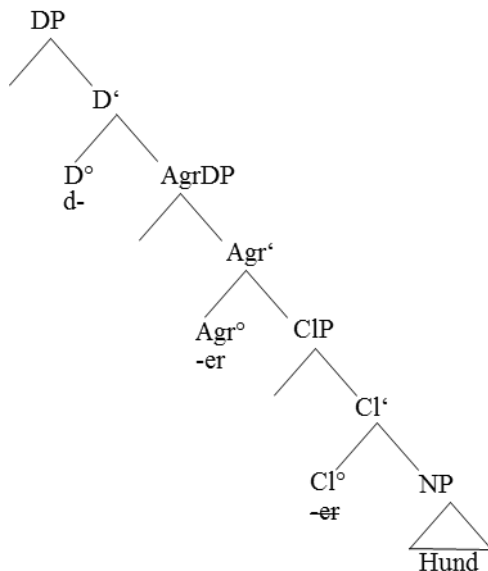 DP
D‘
D°
d-
AgrDP
Agr‘
Agr°
-er
ClP
Cl‘
Cl°
-er
NP
Hund